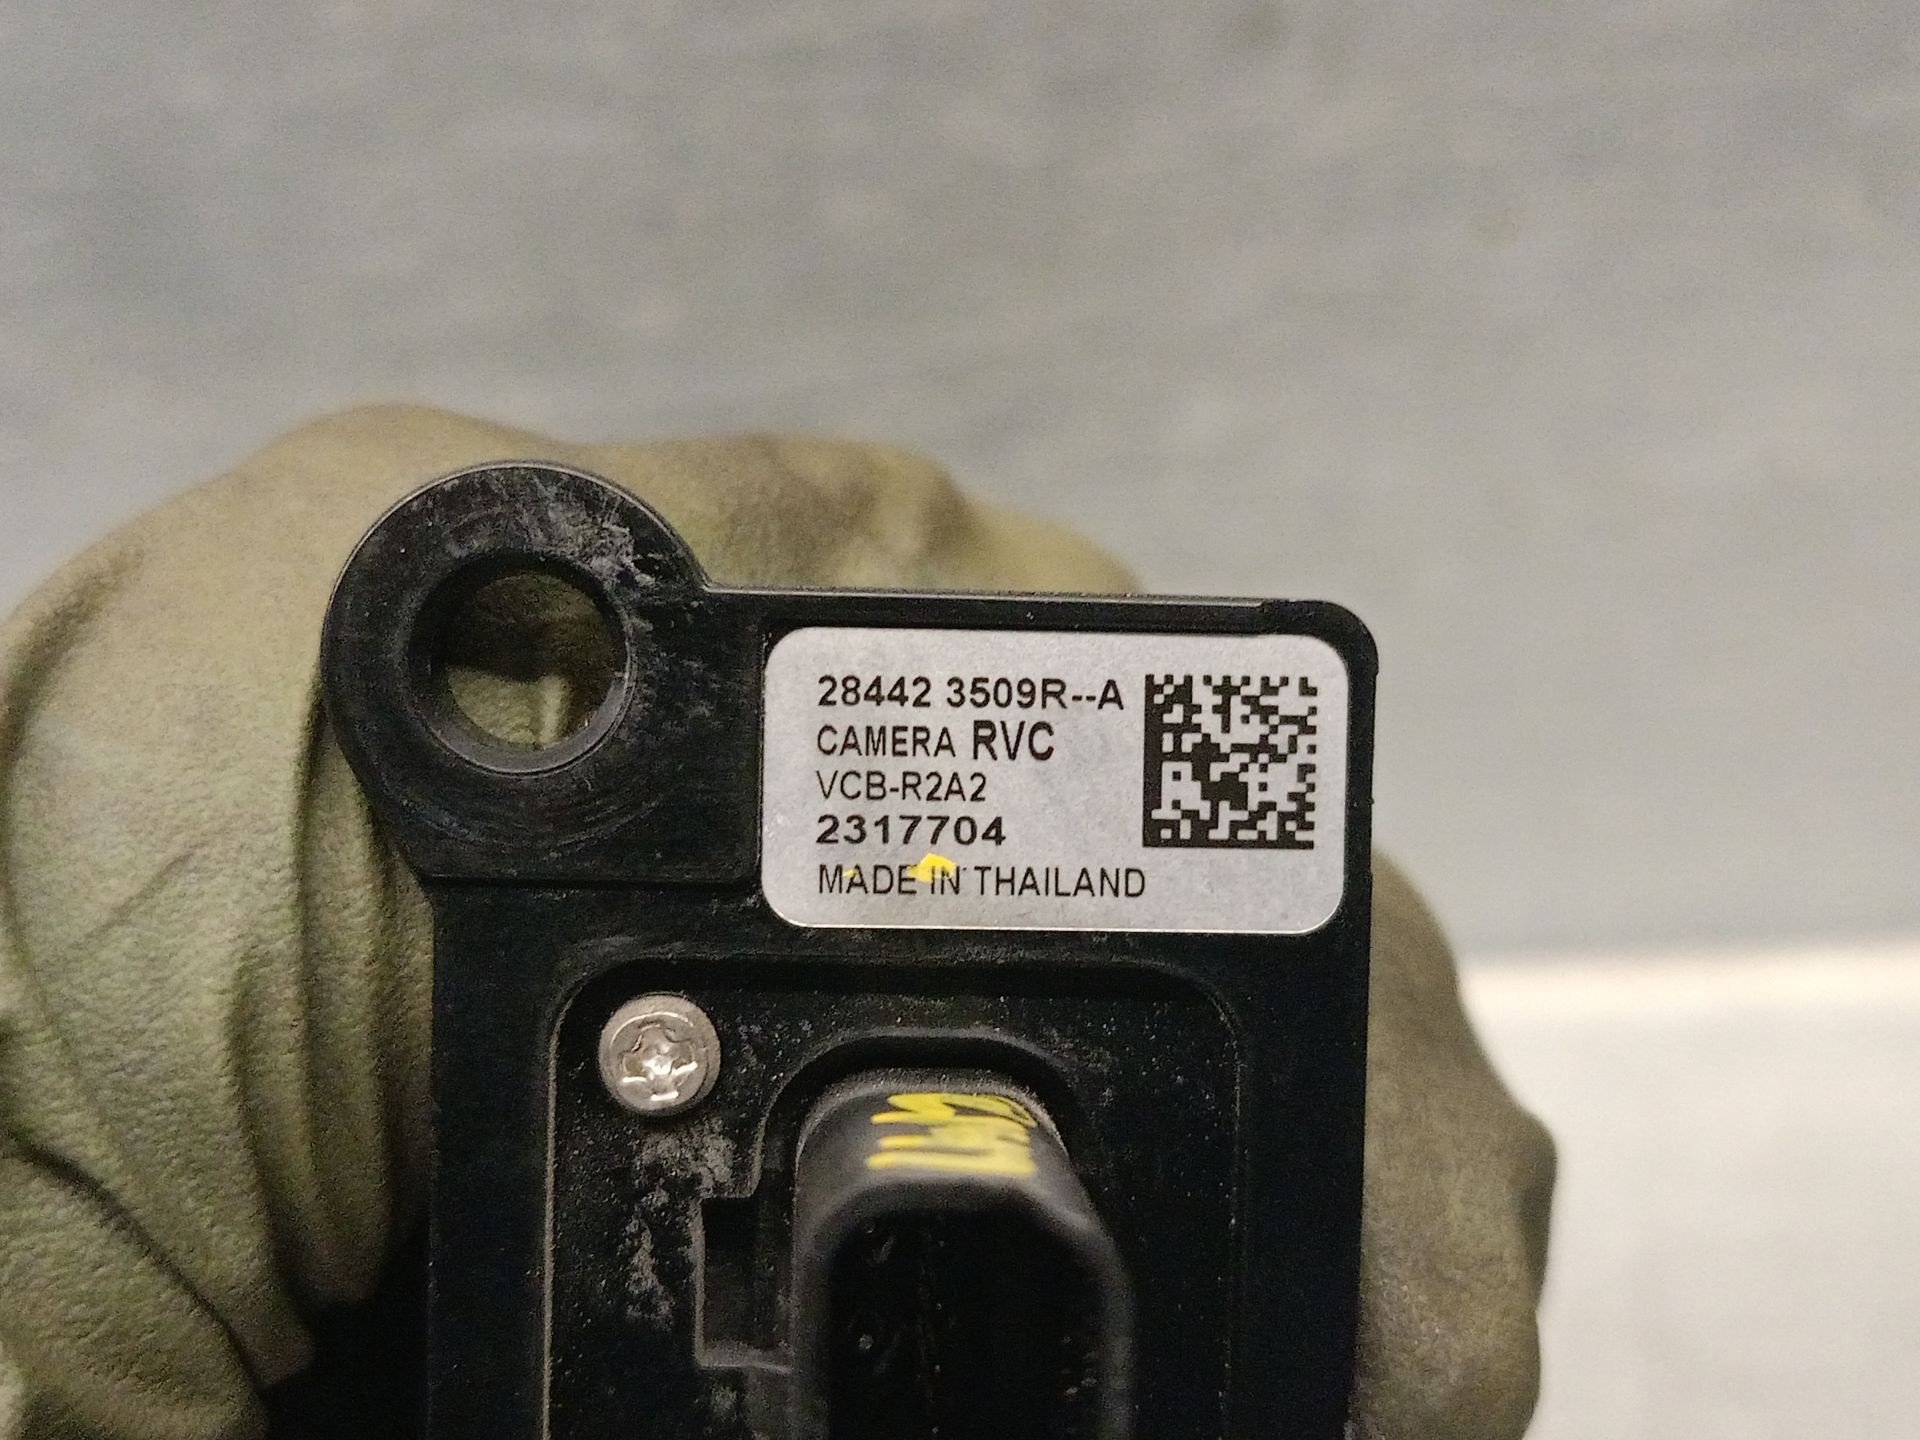 28442 3509R--A
CAMERA RVC
VCB-R2A2
2317704
MADE IN THAILAND